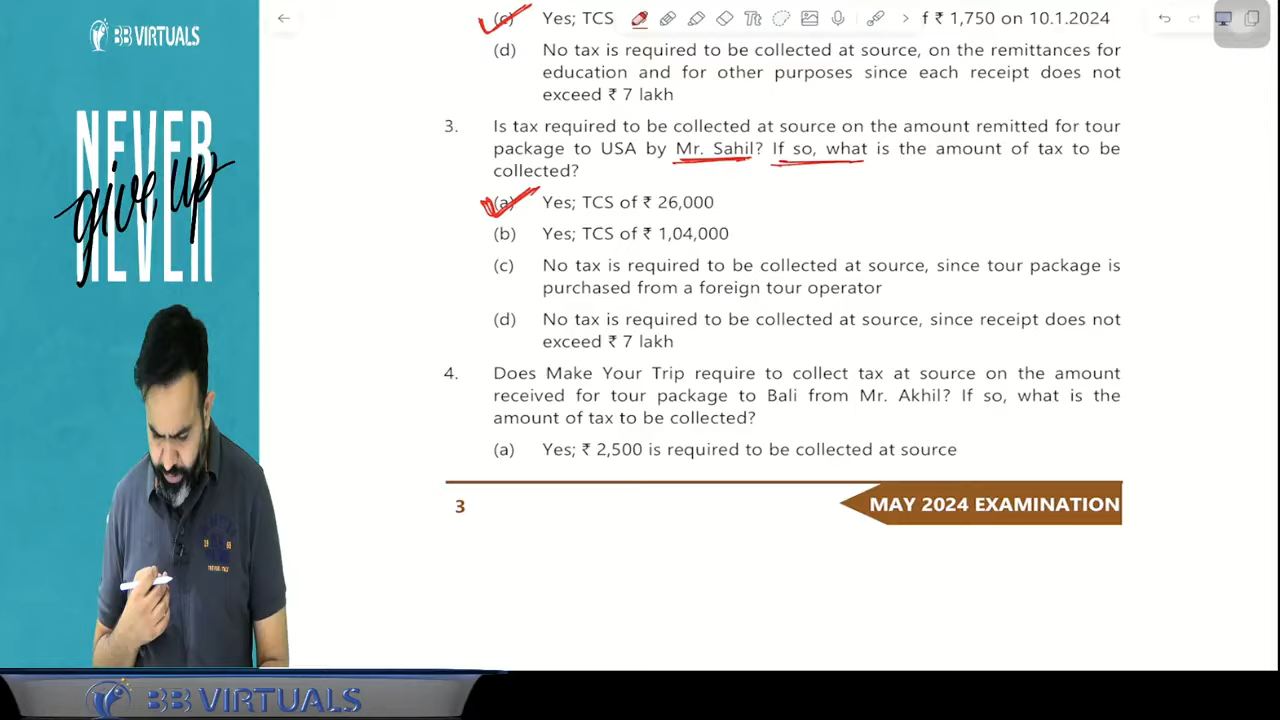 BB VIRTUALS
NEVER
give up
NEVER
(c) Yes; TCS f ₹ 1,750 on 10.1.2024
(d) No tax is required to be collected at source, on the remittances for
education and for other purposes since each receipt does not
exceed ₹ 7 lakh
3. Is tax required to be collected at source on the amount remitted for tour
package to USA by Mr. Sahil? If so, what is the amount of tax to be
collected?
(a) Yes; TCS of ₹ 26,000
(b) Yes; TCS of ₹ 1,04,000
(c) No tax is required to be collected at source, since tour package is
purchased from a foreign tour operator
(d) No tax is required to be collected at source, since receipt does not
exceed ₹ 7 lakh
4. Does Make Your Trip require to collect tax at source on the amount
received for tour package to Bali from Mr. Akhil? If so, what is the
amount of tax to be collected?
(a) Yes; ₹ 2,500 is required to be collected at source
3 MAY 2024 EXAMINATION
BB VIRTUALS